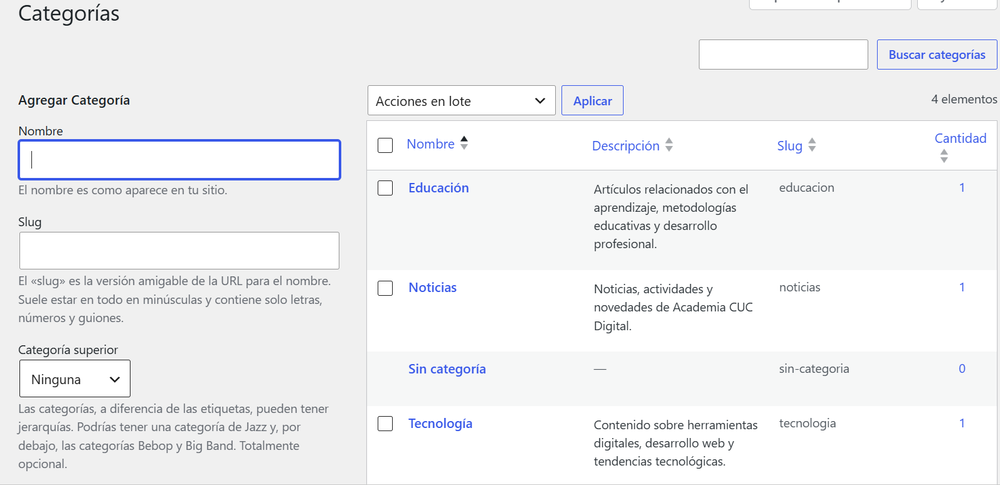 Categorías
Buscar categorías
Agregar Categoría
Nombre
El nombre es como aparece en tu sitio.
Slug
El «slug» es la versión amigable de la URL para el nombre.
Suele estar en todo en minúsculas y contiene solo letras,
números y guiones.
Categoría superior
Ninguna
Las categorías, a diferencia de las etiquetas, pueden tener
jerarquías. Podrías tener una categoría de Jazz y, por
debajo, las categorías Bebop y Big Band. Totalmente
opcional.
Acciones en lote
Aplicar
4 elementos
Nombre Descripción Slug Cantidad
Educación
Artículos relacionados con el
aprendizaje, metodologías
educativas y desarrollo
profesional.
educacion
1
Noticias
Noticias, actividades y
novedades de Academia CUC
Digital.
noticias
1
Sin categoría
—
sin-categoria
0
Tecnología
Contenido sobre herramientas
digitales, desarrollo web y
tendencias tecnológicas.
tecnologia
1